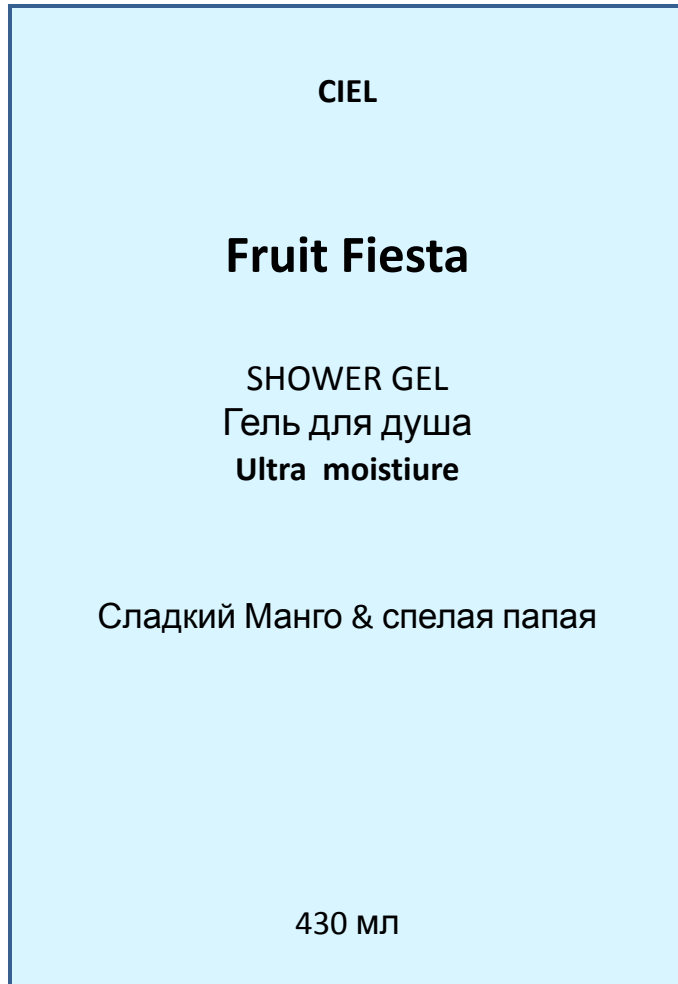 CIEL
Fruit Fiesta
SHOWER GEL
Гель для душа
Ultra moistiure
Сладкий Манго & спелая папая
430 мл